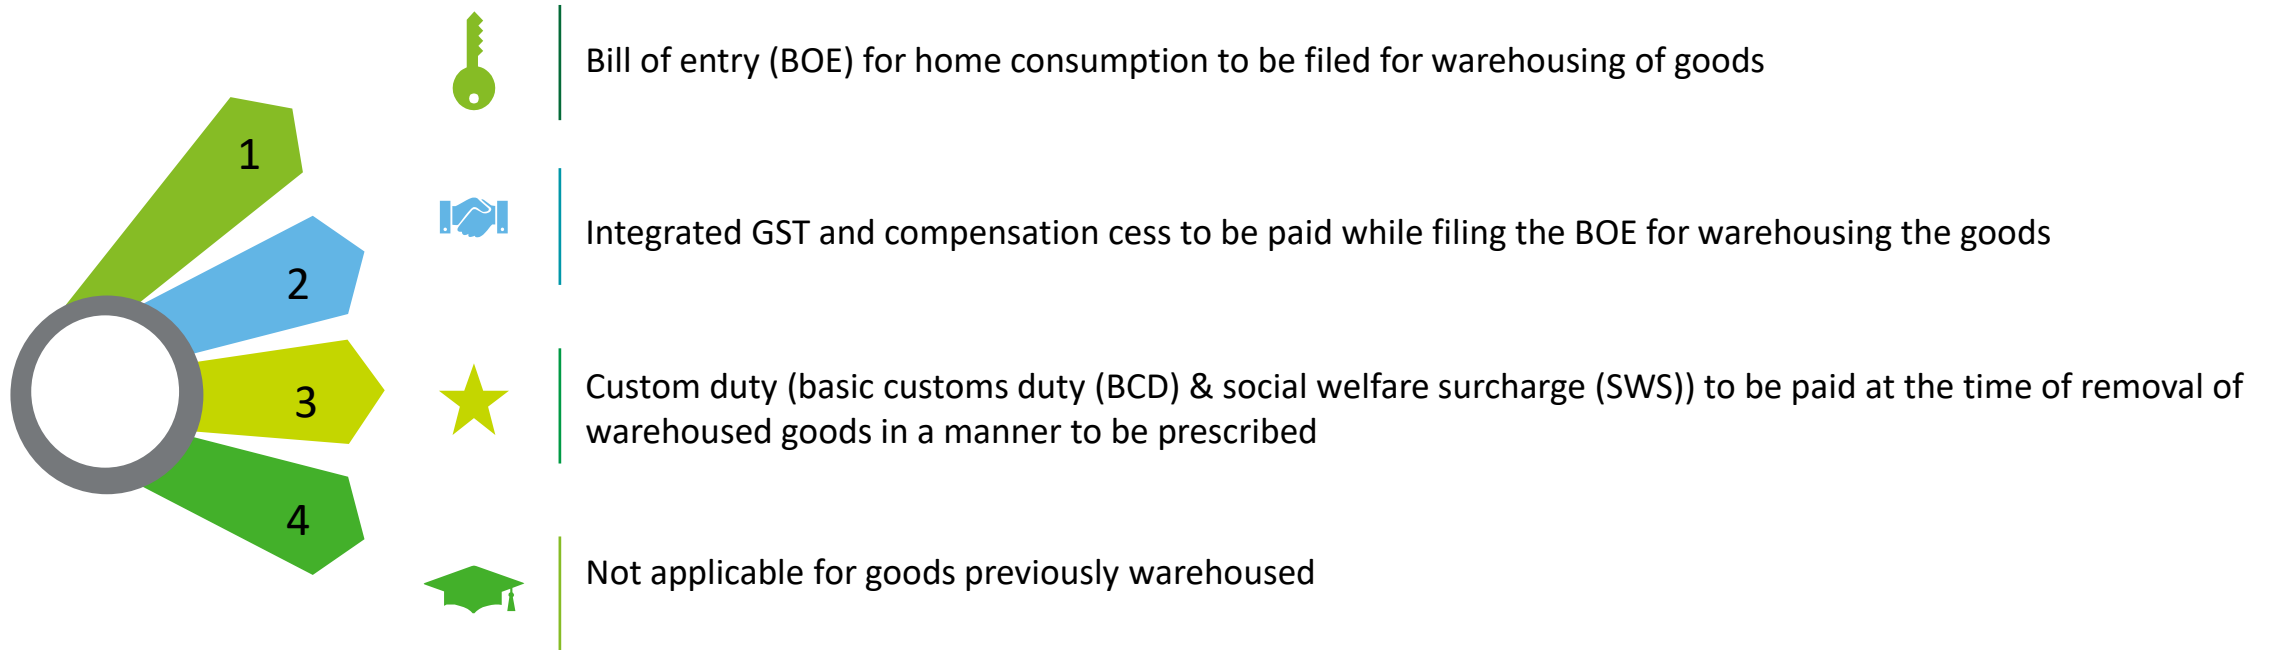 1
Bill of entry (BOE) for home consumption to be filed for warehousing of goods
2
Integrated GST and compensation cess to be paid while filing the BOE for warehousing the goods
3
Custom duty (basic customs duty (BCD) & social welfare surcharge (SWS)) to be paid at the time of removal of
warehoused goods in a manner to be prescribed
4
Not applicable for goods previously warehoused